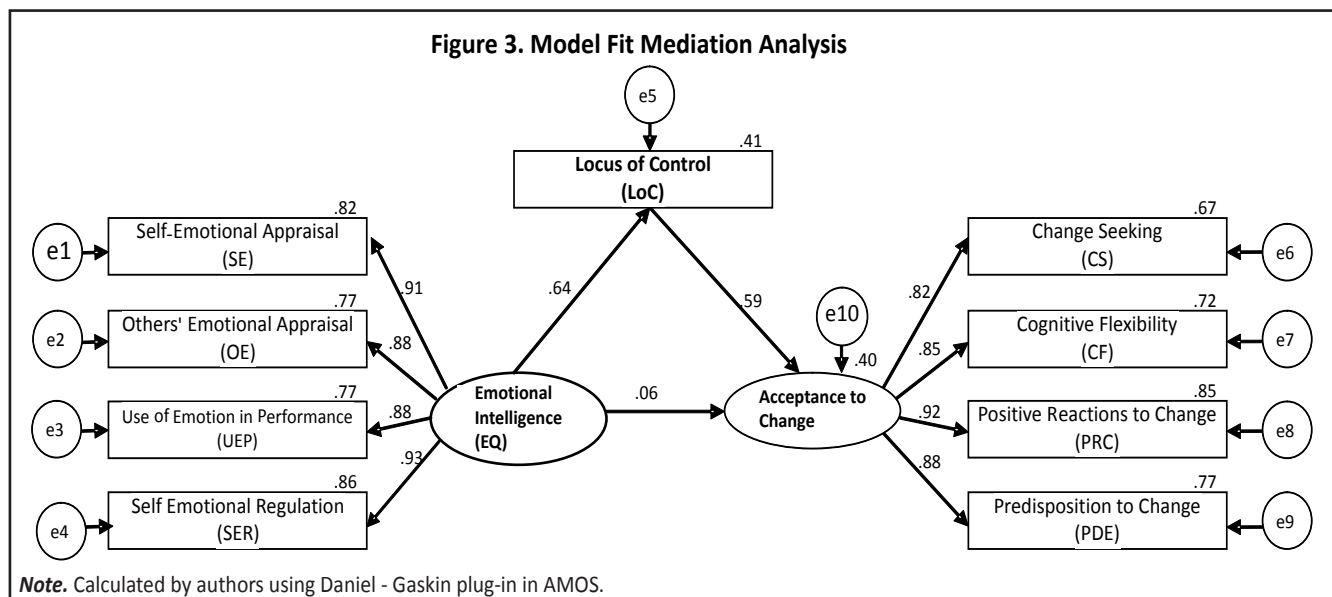 Figure 3. Model Fit Mediation Analysis
e5
.41
Locus of Control
(LoC)
.82
Self-Emotional Appraisal
(SE)
e1
.77
Others' Emotional Appraisal
(OE)
e2
.77
Use of Emotion in Performance
(UEP)
e3
.86
Self Emotional Regulation
(SER)
e4
.91
.88
.88
.93
Emotional
Intelligence
(EQ)
.64
.59
.06
e10
.40
Acceptance to
Change
.82
.85
.92
.88
.67
Change Seeking
(CS)
e6
.72
Cognitive Flexibility
(CF)
e7
.85
Positive Reactions to Change
(PRC)
e8
.77
Predisposition to Change
(PDE)
e9
Note. Calculated by authors using Daniel - Gaskin plug-in in AMOS.